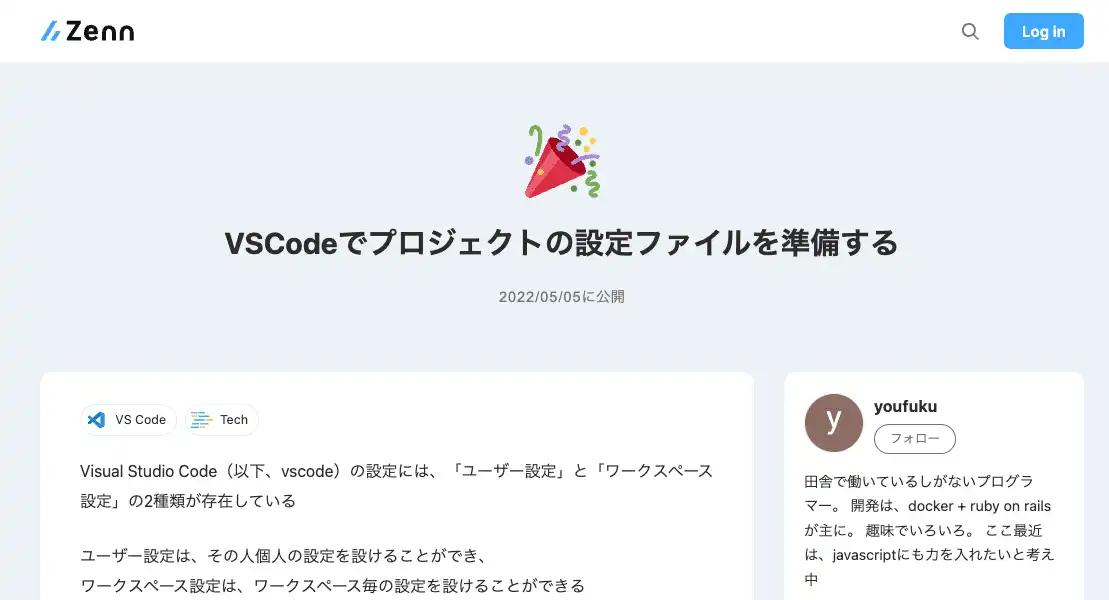 Zenn
Log in
VSCodeでプロジェクトの設定ファイルを準備する
2022/05/05に公開
VS Code
Tech
Visual Studio Code（以下、vscode）の設定には、「ユーザー設定」と「ワークスペース
設定」の2種類が存在している
ユーザー設定は、その人個人の設定を設けることができ、
ワークスペース設定は、ワークスペース毎の設定を設けることができる
y
youfuku
フォロー
田舎で働いているしがないプログラ
マー。 開発は、docker + ruby on rails
が主に。 趣味でいろいろ。 ここ最近
は、javascriptにも力を入れたいと考え
中